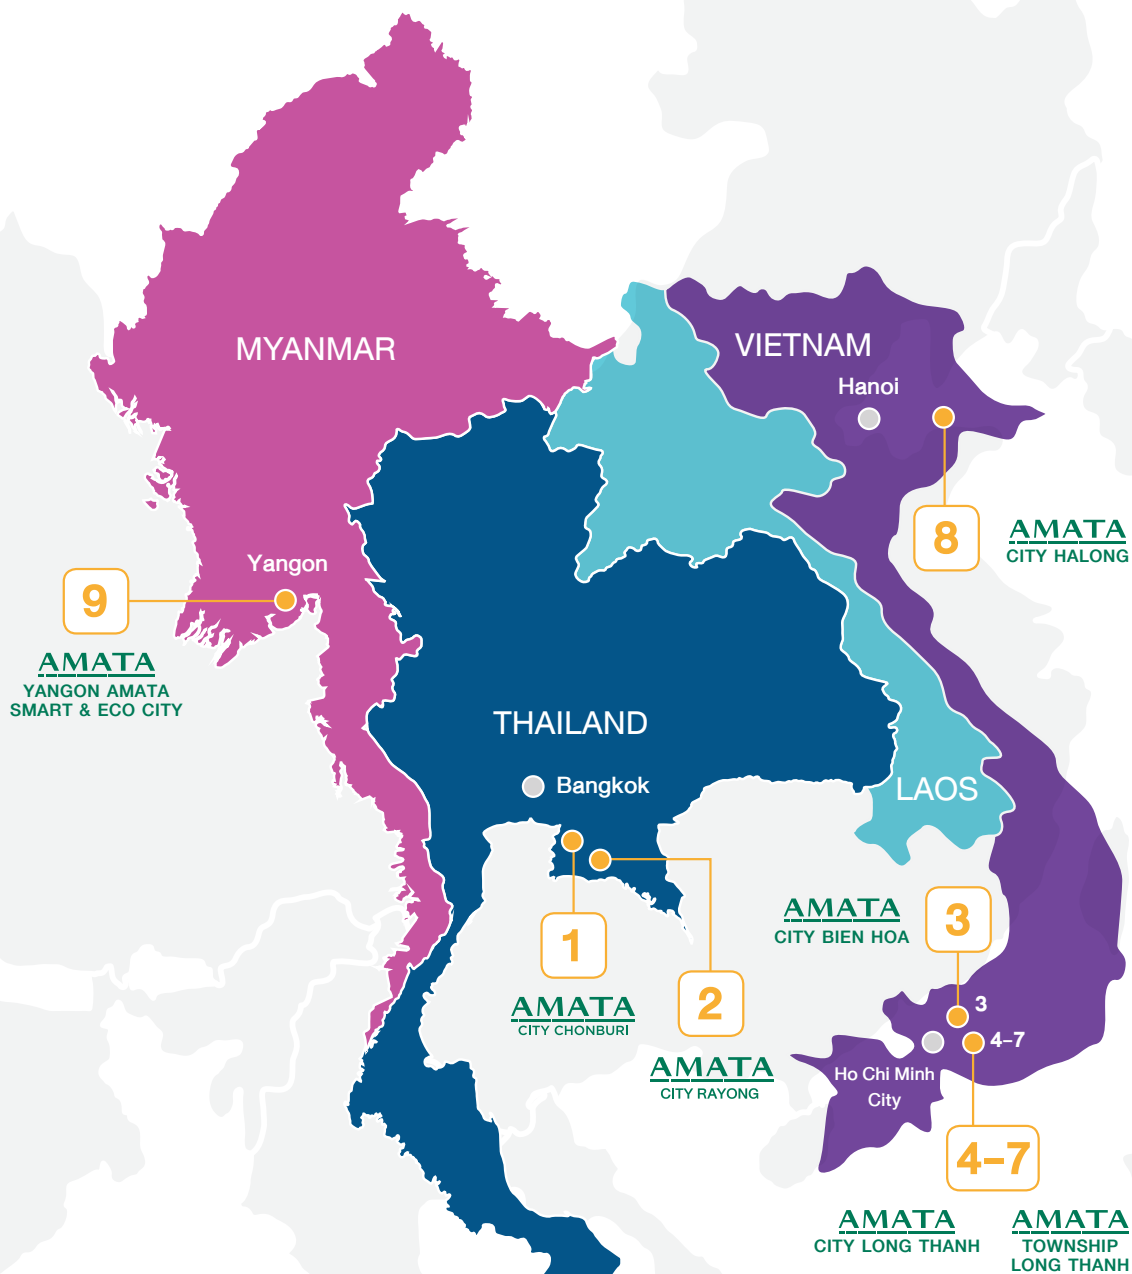 MYANMAR
VIETNAM
Hanoi
8
AMATA
CITY HALONG
Yangon
9
AMATA
YANGON AMATA
SMART & ECO CITY
THAILAND
Bangkok
LAOS
1
AMATA
CITY CHONBURI
2
AMATA
CITY RAYONG
AMATA
CITY BIEN HOA
3
3
4–7
Ho Chi Minh
City
4–7
AMATA
CITY LONG THANH
AMATA
TOWNSHIP
LONG THANH